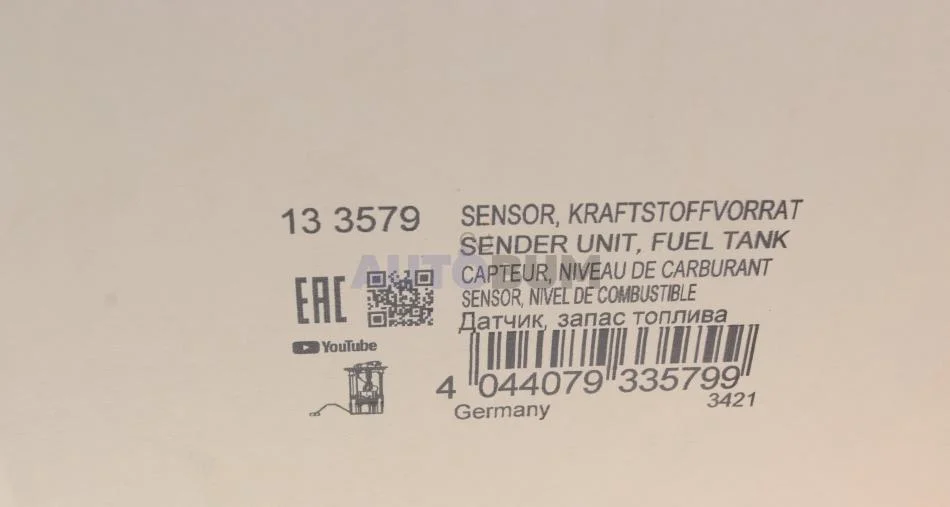 13 3579
SENSOR, KRAFTSTOFFVORRAT
SENDER UNIT, FUEL TANK
CAPTEUR, NIVEAU DE CARBURANT
SENSOR, NIVEL DE COMBUSTIBLE
Датчик, запас топлива
AUTOBUM
EAC
YouTube
4 044079 335799
Germany
3421